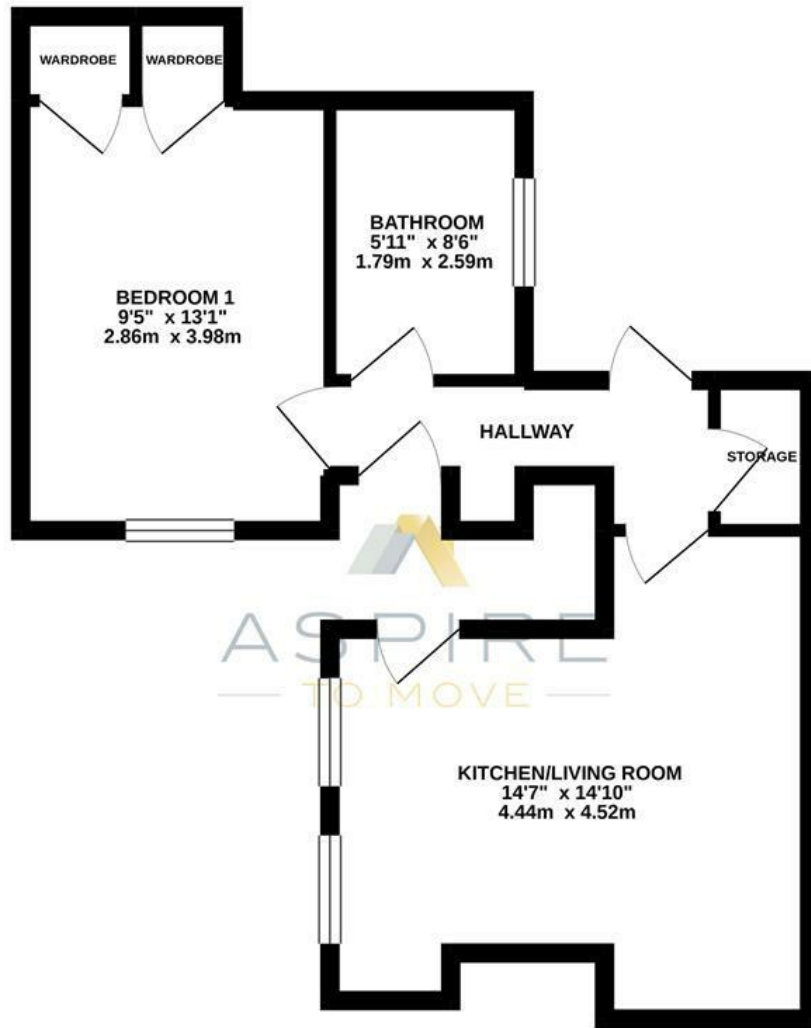 WARDROBE
WARDROBE
BATHROOM
5'11" x 8'6"
1.79m x 2.59m
BEDROOM 1
9'5" x 13'1"
2.86m x 3.98m
HALLWAY
STORAGE
ASPIRE
TO MOVE
KITCHEN/LIVING ROOM
14'7" x 14'10"
4.44m x 4.52m